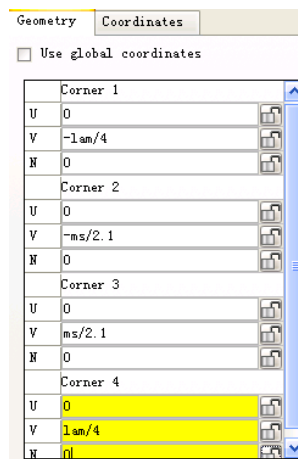 Geometry Coordinates
Use global coordinates
Corner 1
U 0
V -lam/4
N 0
Corner 2
U 0
V -ms/2.1
N 0
Corner 3
U 0
V ms/2.1
N 0
Corner 4
U 0
V lam/4
N 0